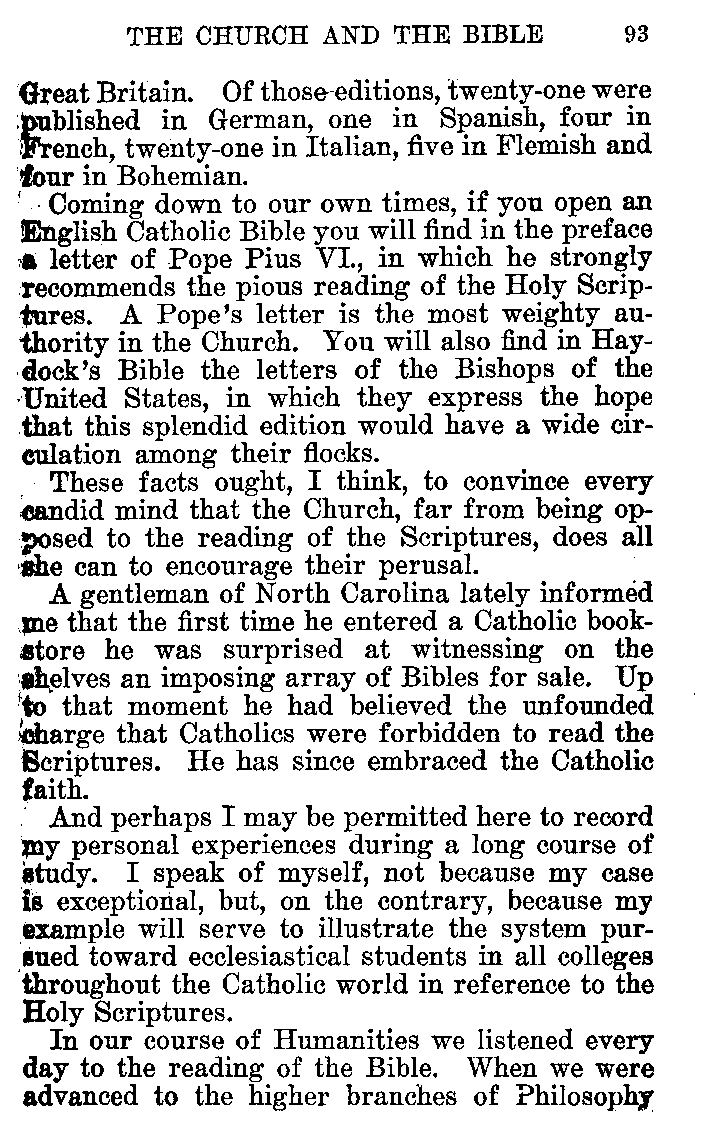 THE CHURCH AND THE BIBLE 93
Great Britain. Of those editions, twenty-one were
published in German, one in Spanish, four in
French, twenty-one in Italian, five in Flemish and
four in Bohemian.
Coming down to our own times, if you open an
English Catholic Bible you will find in the preface
a letter of Pope Pius VI., in which he strongly
recommends the pious reading of the Holy Scrip-
tures. A Pope's letter is the most weighty au-
thority in the Church. You will also find in Hay-
dock's Bible the letters of the Bishops of the
United States, in which they express the hope
that this splendid edition would have a wide cir-
culation among their flocks.
These facts ought, I think, to convince every
candid mind that the Church, far from being op-
posed to the reading of the Scriptures, does all
she can to encourage their perusal.
A gentleman of North Carolina lately informed
me that the first time he entered a Catholic book-
store he was surprised at witnessing on the
shelves an imposing array of Bibles for sale. Up
to that moment he had believed the unfounded
charge that Catholics were forbidden to read the
Scriptures. He has since embraced the Catholic
faith.
And perhaps I may be permitted here to record
my personal experiences during a long course of
study. I speak of myself, not because my case
is exceptional, but, on the contrary, because my
example will serve to illustrate the system pur-
sued toward ecclesiastical students in all colleges
throughout the Catholic world in reference to the
Holy Scriptures.
In our course of Humanities we listened every
day to the reading of the Bible. When we were
advanced to the higher branches of Philosophy